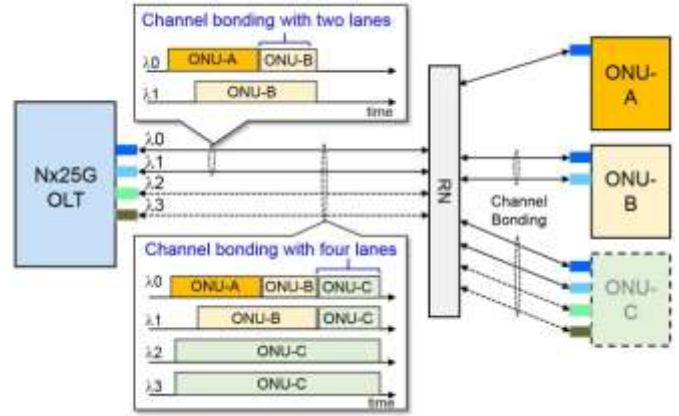 Channel bonding with two lanes
λ0 ONU-A ONU-B
λ1 ONU-B
time
Nx25G
OLT
λ0
λ1
λ2
λ3
RN
ONU-
A
ONU-
B
Channel
Bonding
ONU-
C
Channel bonding with four lanes
λ0 ONU-A ONU-B ONU-C
λ1 ONU-B ONU-C
λ2 ONU-C
λ3 ONU-C
time